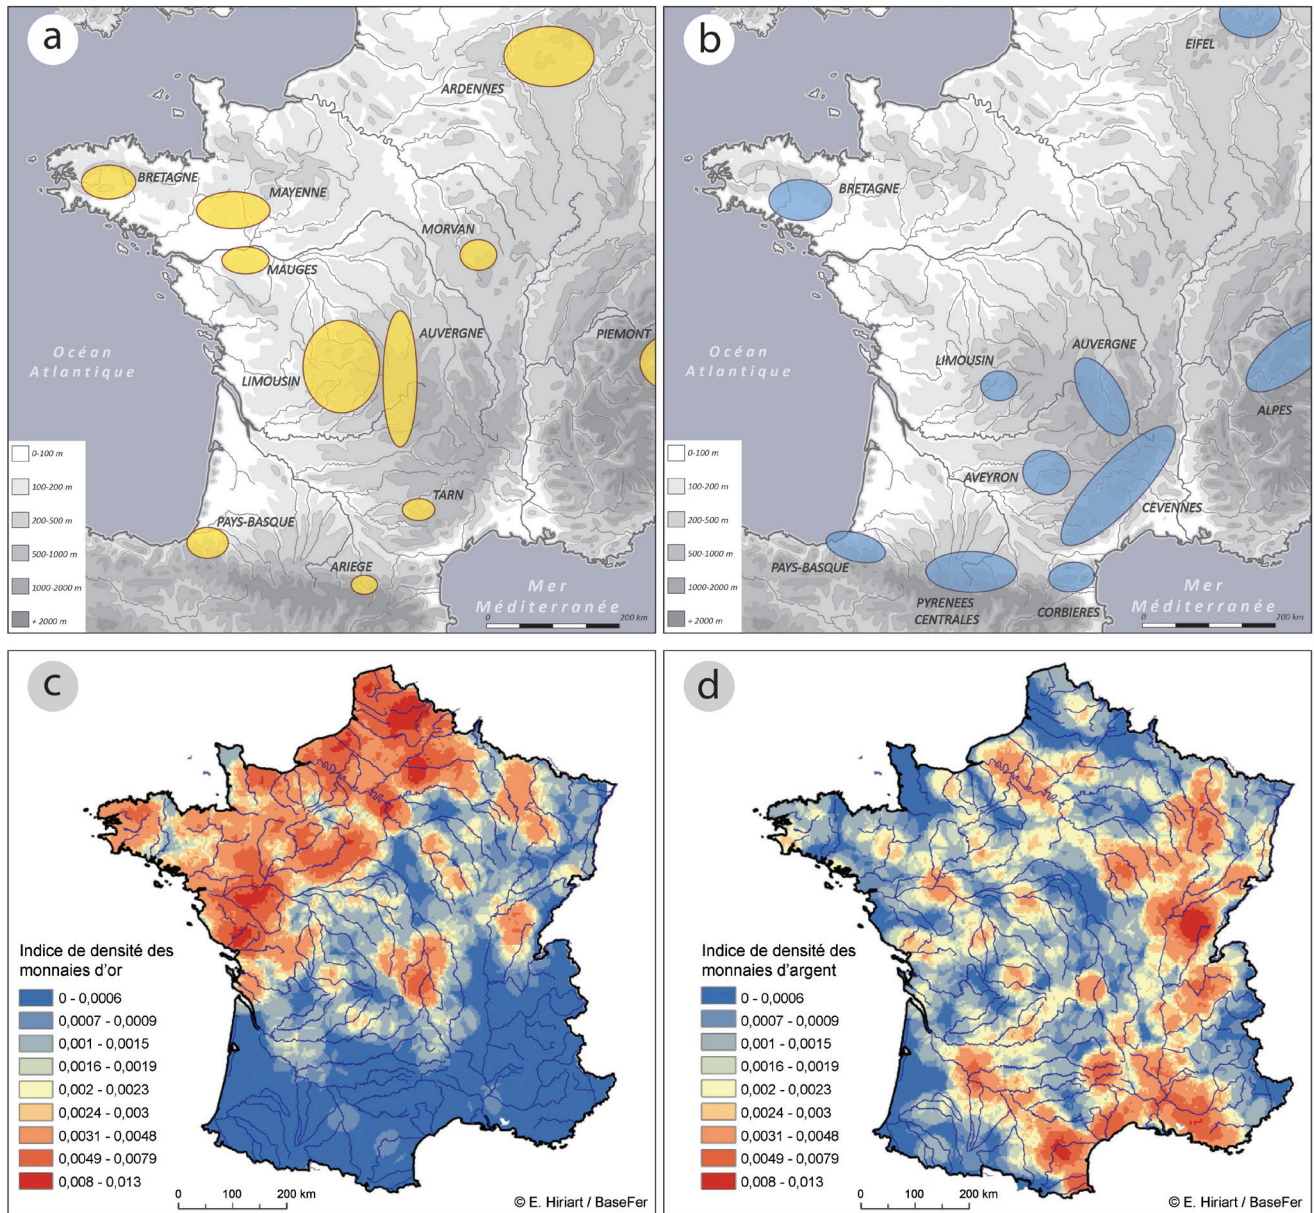 a
ARDENNES
BRETAGNE
MAYENNE
MORVAN
MAUGES
AUVERGNE
PIEMONT
Océan
Atlantique
LIMOUSIN
0-100 m
100-200 m
200-500 m
500-1000 m
1000-2000 m
+ 2000 m
TARN
PAYS-BASQUE
ARIEGE
Mer
Méditerranée
0
200 km
b
EIFEL
BRETAGNE
Océan
Atlantique
LIMOUSIN
AUVERGNE
ALPES
0-100 m
100-200 m
200-500 m
500-1000 m
1000-2000 m
+ 2000 m
AVEYRON
CEVENNES
PAYS-BASQUE
PYRENEES
CENTRALES
CORBIERES
Mer
Méditerranée
0
200 km
c
Indice de densité des
monnaies d'or
0 - 0,0006
0,0007 - 0,0009
0,001 - 0,0015
0,0016 - 0,0019
0,002 - 0,0023
0,0024 - 0,003
0,0031 - 0,0048
0,0049 - 0,0079
0,008 - 0,013
0 100 200 km
© E. Hiriart / BaseFer
d
Indice de densité des
monnaies d'argent
0 - 0,0006
0,0007 - 0,0009
0,001 - 0,0015
0,0016 - 0,0019
0,002 - 0,0023
0,0024 - 0,003
0,0031 - 0,0048
0,0049 - 0,0079
0,008 - 0,013
0 100 200 km
© E. Hiriart / BaseFer